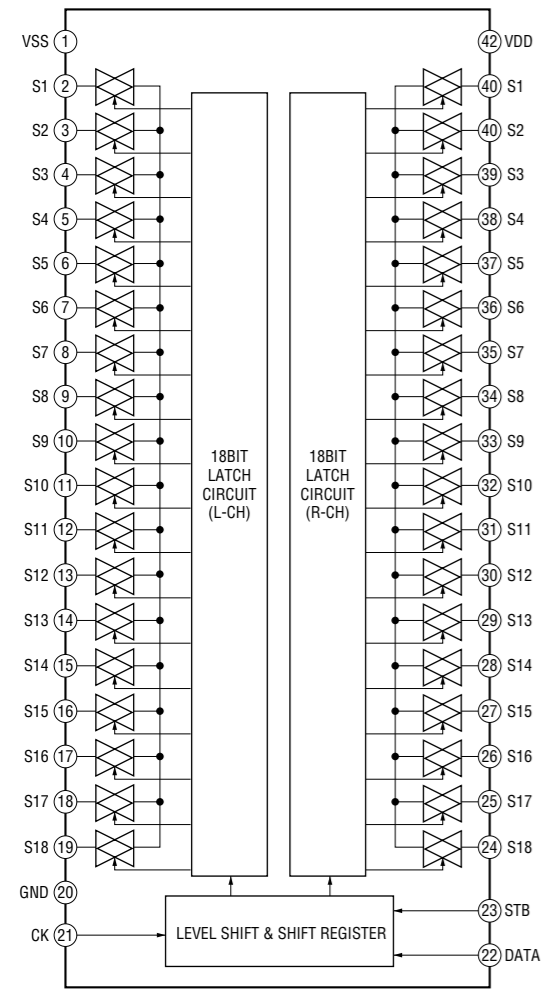 VSS 1
42 VDD
S1 2
40 S1
S2 3
40 S2
S3 4
39 S3
S4 5
38 S4
S5 6
37 S5
S6 7
36 S6
S7 8
35 S7
S8 9
34 S8
S9 10
33 S9
18BIT
LATCH
CIRCUIT
(L-CH)
18BIT
LATCH
CIRCUIT
(R-CH)
S10 11
32 S10
S11 12
31 S11
S12 13
30 S12
S13 14
29 S13
S14 15
28 S14
S15 16
27 S15
S16 17
26 S16
S17 18
25 S17
S18 19
24 S18
GND 20
23 STB
CK 21
LEVEL SHIFT & SHIFT REGISTER
22 DATA